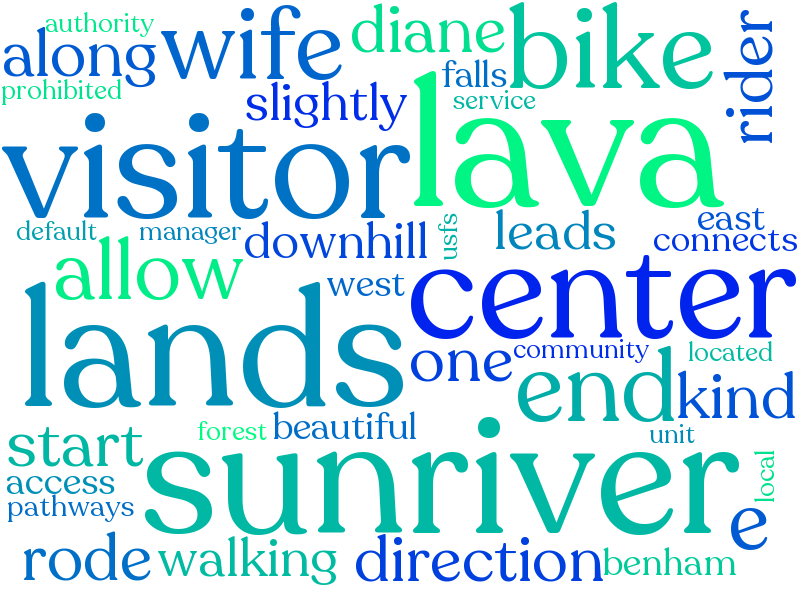 authority
along
wife
diane
bike
rider
prohibited
slightly
falls
service
lava
visitor
default
manager
downhill
usfs
leads
east
connects
allow
west
center
lands
one
community
located
end
kind
start
forest
beautiful
unit
access
pathways
sunriver
local
e
rode
walking
direction
benham